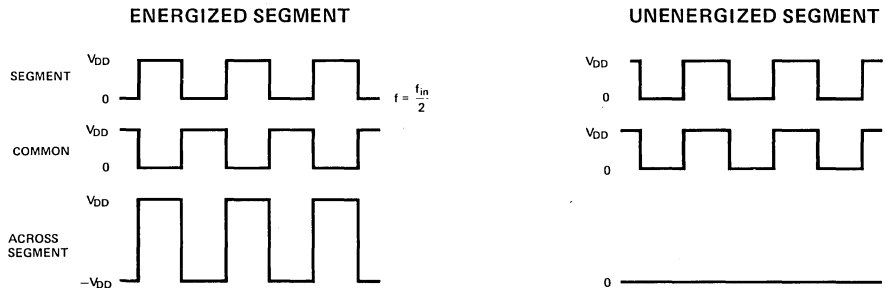 ENERGIZED SEGMENT
UNENERGIZED SEGMENT
SEGMENT
VDD
0
f = fin/2
VDD
0
COMMON
VDD
0
VDD
0
ACROSS
SEGMENT
VDD
−VDD
0